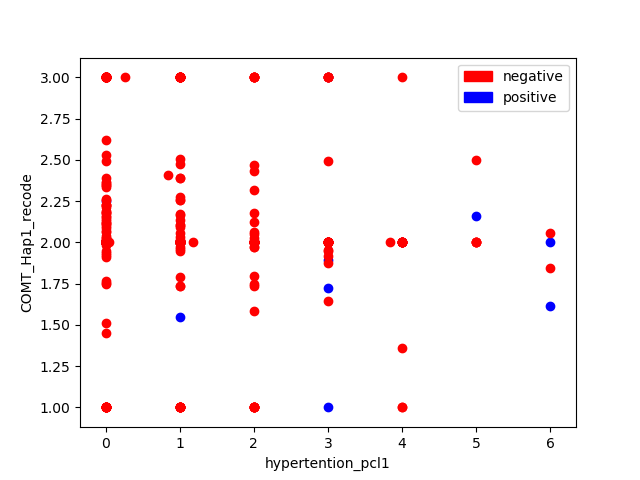 negative
positive
3.00
2.75
2.50
2.25
2.00
1.75
1.50
1.25
1.00
COMT_Hap1_recode
0 1 2 3 4 5 6
hypertention_pcl1